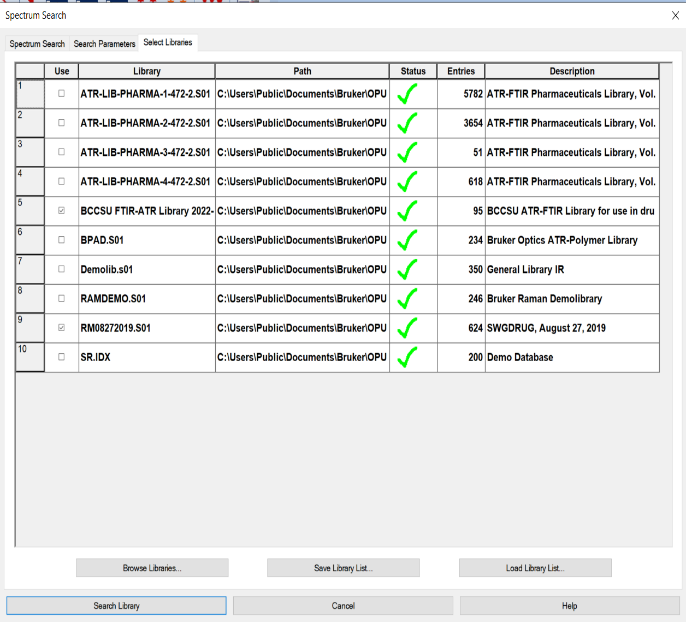 Spectrum Search
Spectrum Search Search Parameters Select Libraries
Use Library Path Status Entries Description
1 ATR-LIB-PHARMA-1-472-2.S01 C:\Users\Public\Documents\Bruker\OPU 5782 ATR-FTIR Pharmaceuticals Library, Vol.
2 ATR-LIB-PHARMA-2-472-2.S01 C:\Users\Public\Documents\Bruker\OPU 3654 ATR-FTIR Pharmaceuticals Library, Vol.
3 ATR-LIB-PHARMA-3-472-2.S01 C:\Users\Public\Documents\Bruker\OPU 51 ATR-FTIR Pharmaceuticals Library, Vol.
4 ATR-LIB-PHARMA-4-472-2.S01 C:\Users\Public\Documents\Bruker\OPU 618 ATR-FTIR Pharmaceuticals Library, Vol.
5 BCCSU FTIR-ATR Library 2022- C:\Users\Public\Documents\Bruker\OPU 95 BCCSU ATR-FTIR Library for use in dru
6 BPAD.S01 C:\Users\Public\Documents\Bruker\OPU 234 Bruker Optics ATR-Polymer Library
7 Demolib.s01 C:\Users\Public\Documents\Bruker\OPU 350 General Library IR
8 RAMDEMO.S01 C:\Users\Public\Documents\Bruker\OPU 246 Bruker Raman Demolibrary
9 RM08272019.S01 C:\Users\Public\Documents\Bruker\OPU 624 SWGDRUG, August 27, 2019
10 SR.IDX C:\Users\Public\Documents\Bruker\OPU 200 Demo Database
Browse Libraries... Save Library List... Load Library List...
Search Library Cancel Help